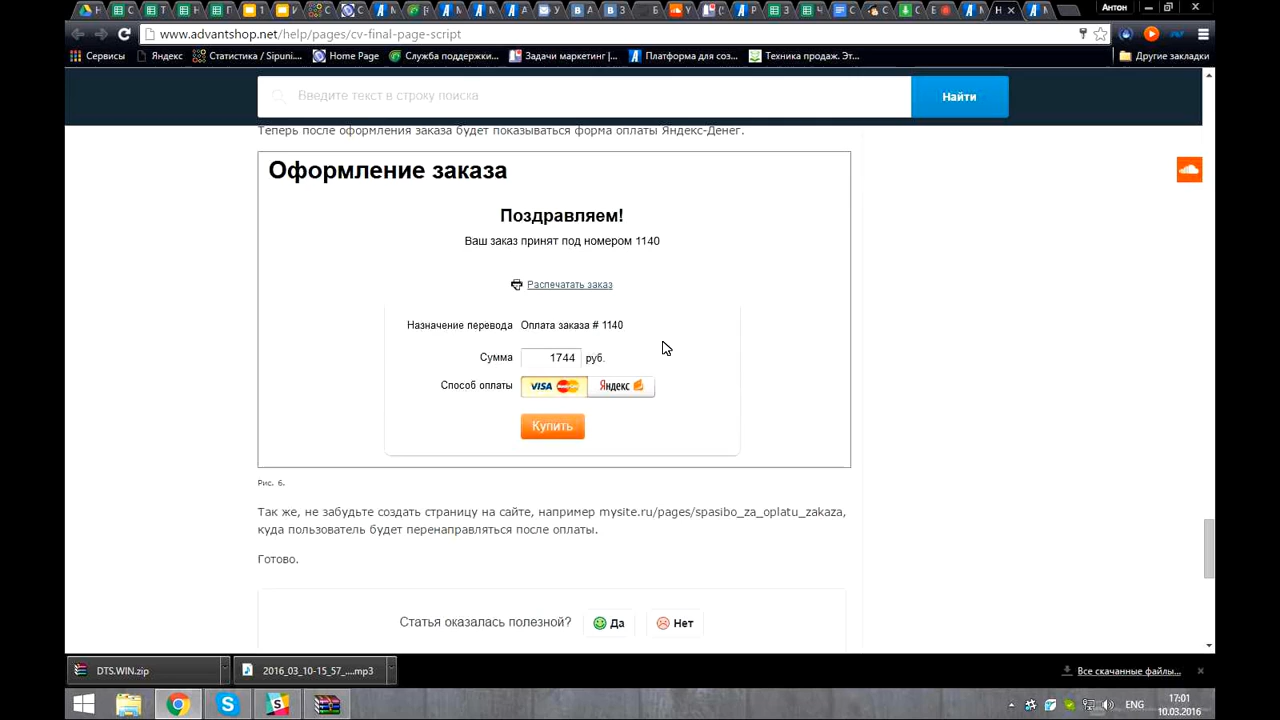 Антон
www.advantshop.net/help/pages/cv-final-page-script
Сервисы
Яндекс
Статистика / Sipuni...
Home Page
Служба поддержки...
Задачи маркетинг |...
Платформа для соз...
Техника продаж. Эт...
Другие закладки
Введите текст в строку поиска
Найти
Теперь после оформления заказа будет показываться форма оплаты Яндекс-Денег.
Оформление заказа
Поздравляем!
Ваш заказ принят под номером 1140
Распечатать заказ
Назначение перевода Оплата заказа # 1140
Сумма 1744 руб.
Способ оплаты VISA MasterCard Яндекс
Купить
Рис. 6.
Так же, не забудьте создать страницу на сайте, например mysite.ru/pages/spasibo_za_oplatu_zakaza,
куда пользователь будет перенаправляться после оплаты.
Готово.
Статья оказалась полезной? Да Нет
DTS.WIN.zip
2016_03_10-15_57_....mp3
Все скачанные файлы...
ENG
17:01
10.03.2016